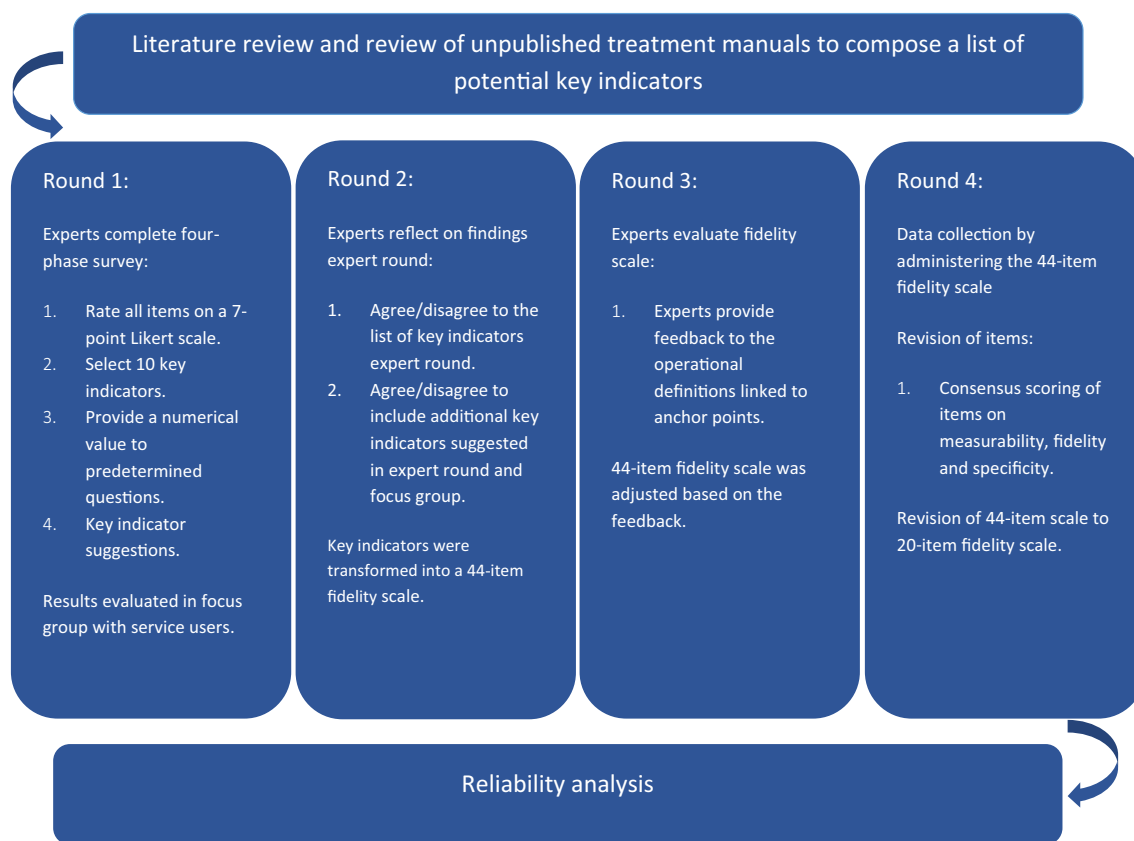 Literature review and review of unpublished treatment manuals to compose a list of
potential key indicators
Round 1:
Experts complete four-
phase survey:
1. Rate all items on a 7-
point Likert scale.
2. Select 10 key
indicators.
3. Provide a numerical
value to
predetermined
questions.
4. Key indicator
suggestions.
Results evaluated in focus
group with service users.
Round 2:
Experts reflect on findings
expert round:
1. Agree/disagree to the
list of key indicators
expert round.
2. Agree/disagree to
include additional key
indicators suggested
in expert round and
focus group.
Key indicators were
transformed into a 44-item
fidelity scale.
Round 3:
Experts evaluate fidelity
scale:
1. Experts provide
feedback to the
operational
definitions linked to
anchor points.
44-item fidelity scale was
adjusted based on the
feedback.
Round 4:
Data collection by
administering the 44-item
fidelity scale
Revision of items:
1. Consensus scoring of
items on
measurability, fidelity
and specificity.
Revision of 44-item scale to
20-item fidelity scale.
Reliability analysis